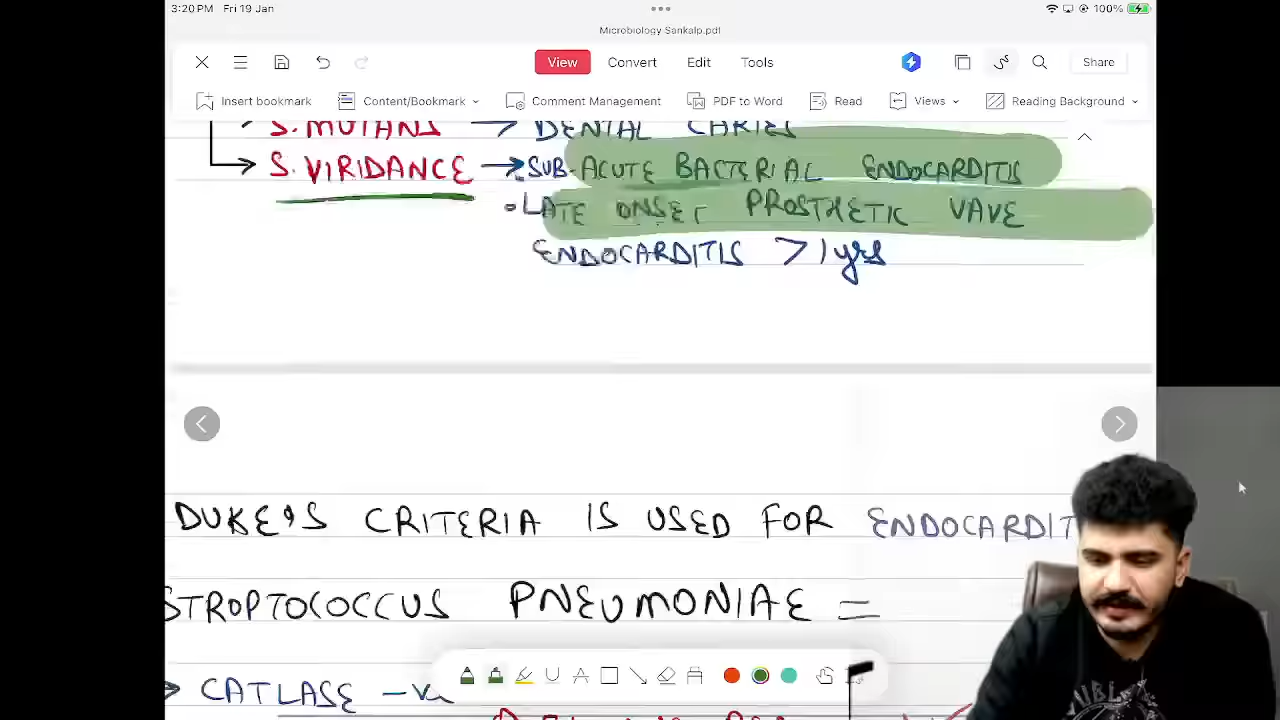 3:20 PM Fri 19 Jan
100%
Microbiology Sankalp.pdf
View Convert Edit Tools Share
Insert bookmark Content/Bookmark Comment Management PDF to Word Read Views Reading Background
S. MUTANS → DENTAL CARIES
S. VIRIDANCE → SUB-ACUTE BACTERIAL ENDOCARDITIS
• LATE ONSET PROSTHETIC VAVE
ENDOCARDITIS > 1 yrs
DUKE'S CRITERIA IS USED FOR ENDOCARDIT
STROPTOCOCCUS PNEUMONIAE =
CATLASE -ve